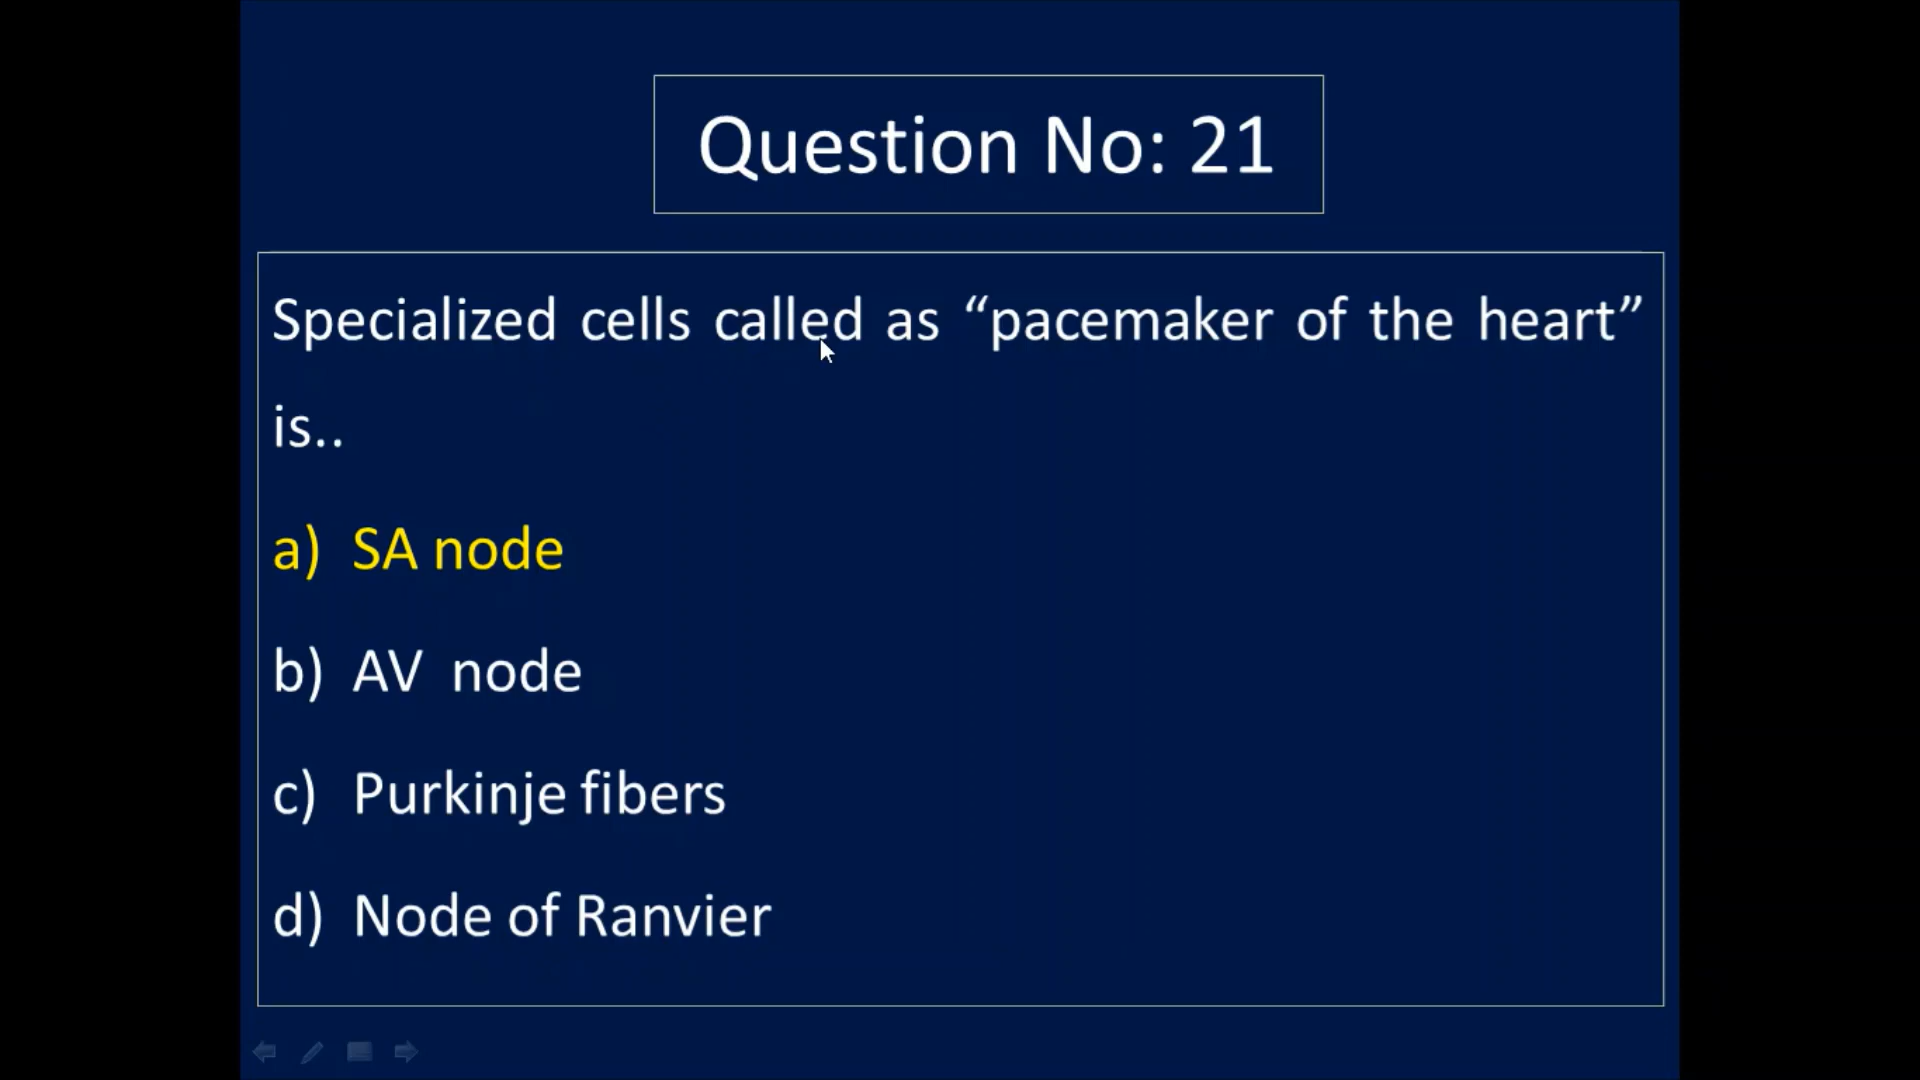 Question No: 21
Specialized cells called as “pacemaker of the heart”
is..
a) SA node
b) AV node
c) Purkinje fibers
d) Node of Ranvier